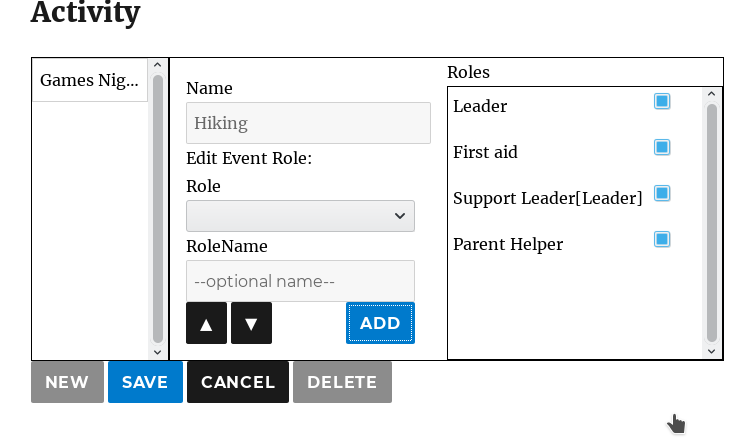 Activity
Games Nig...
Name
Hiking
Edit Event Role:
Role
RoleName
--optional name--
▲ ▼ ADD
Roles
Leader
First aid
Support Leader[Leader]
Parent Helper
NEW SAVE CANCEL DELETE